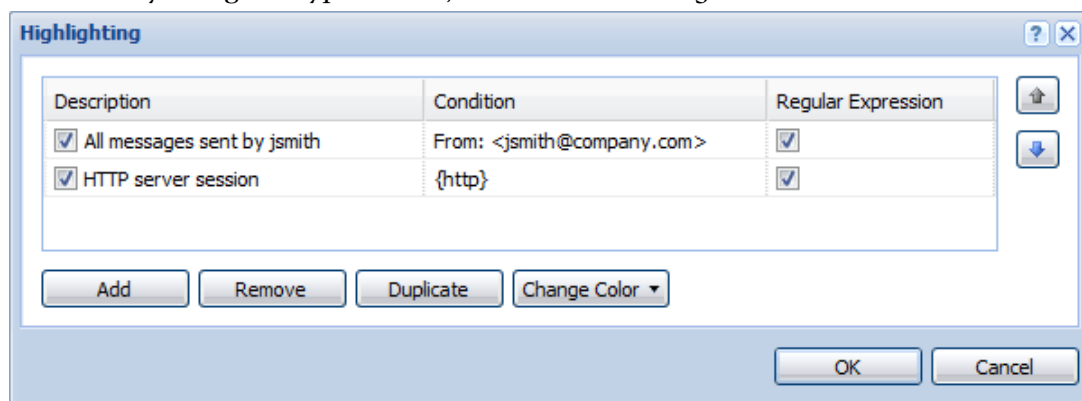 Highlighting
Description Condition Regular Expression
All messages sent by jsmith From: <jsmith@company.com>
HTTP server session {http}
Add Remove Duplicate Change Color
OK Cancel